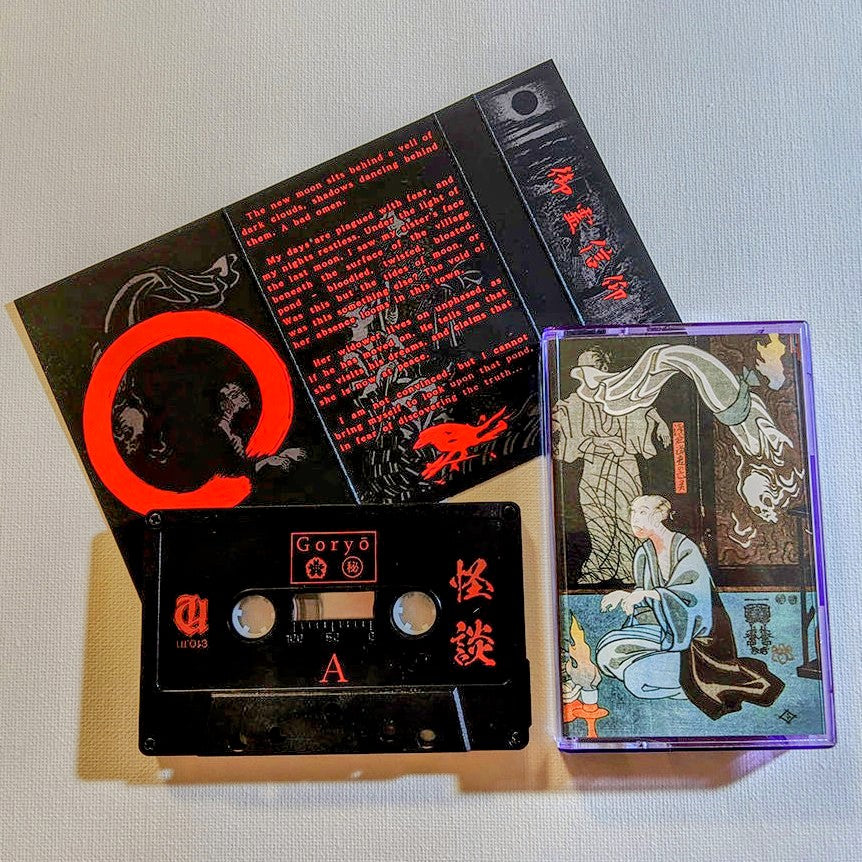 The new moon sits behind a veil of
dark clouds, shadows dancing behind
them. A bad omen.
My days are plagued with fear, and
my nights restless. Under the light of
the last moon, I saw my sister's face
beneath the surface of the village
pond - bloodied, twisted, bloated.
Was this but the tides of moon, or
was this something else? The void of
her absence looms in this town.
Her widower lives on unphased, as
if he has moved on. He tells me that
she visits his dreams, and claims that
she is now at peace.
I am not convinced, but I cannot
bring myself to look upon that pond,
in fear of discovering the truth...
御霊信仰
Goryō
秘
怪談
U
100 50 0
A